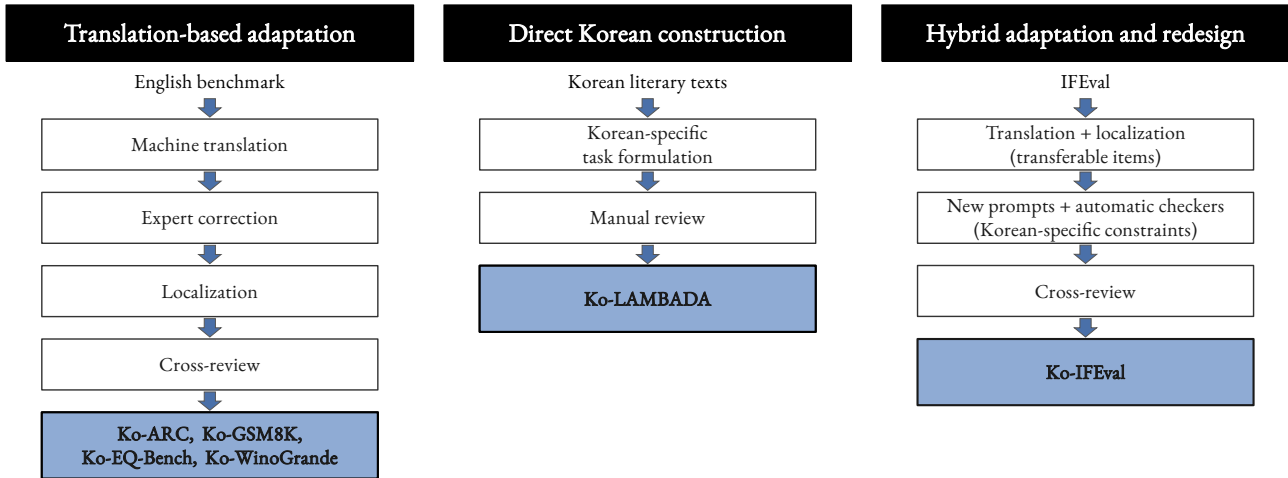 Translation-based adaptation
English benchmark
Machine translation
Expert correction
Localization
Cross-review
Ko-ARC, Ko-GSM8K,
Ko-EQ-Bench, Ko-WinoGrande
Direct Korean construction
Korean literary texts
Korean-specific
task formulation
Manual review
Ko-LAMBADA
Hybrid adaptation and redesign
IFEval
Translation + localization
(transferable items)
New prompts + automatic checkers
(Korean-specific constraints)
Cross-review
Ko-IFEval